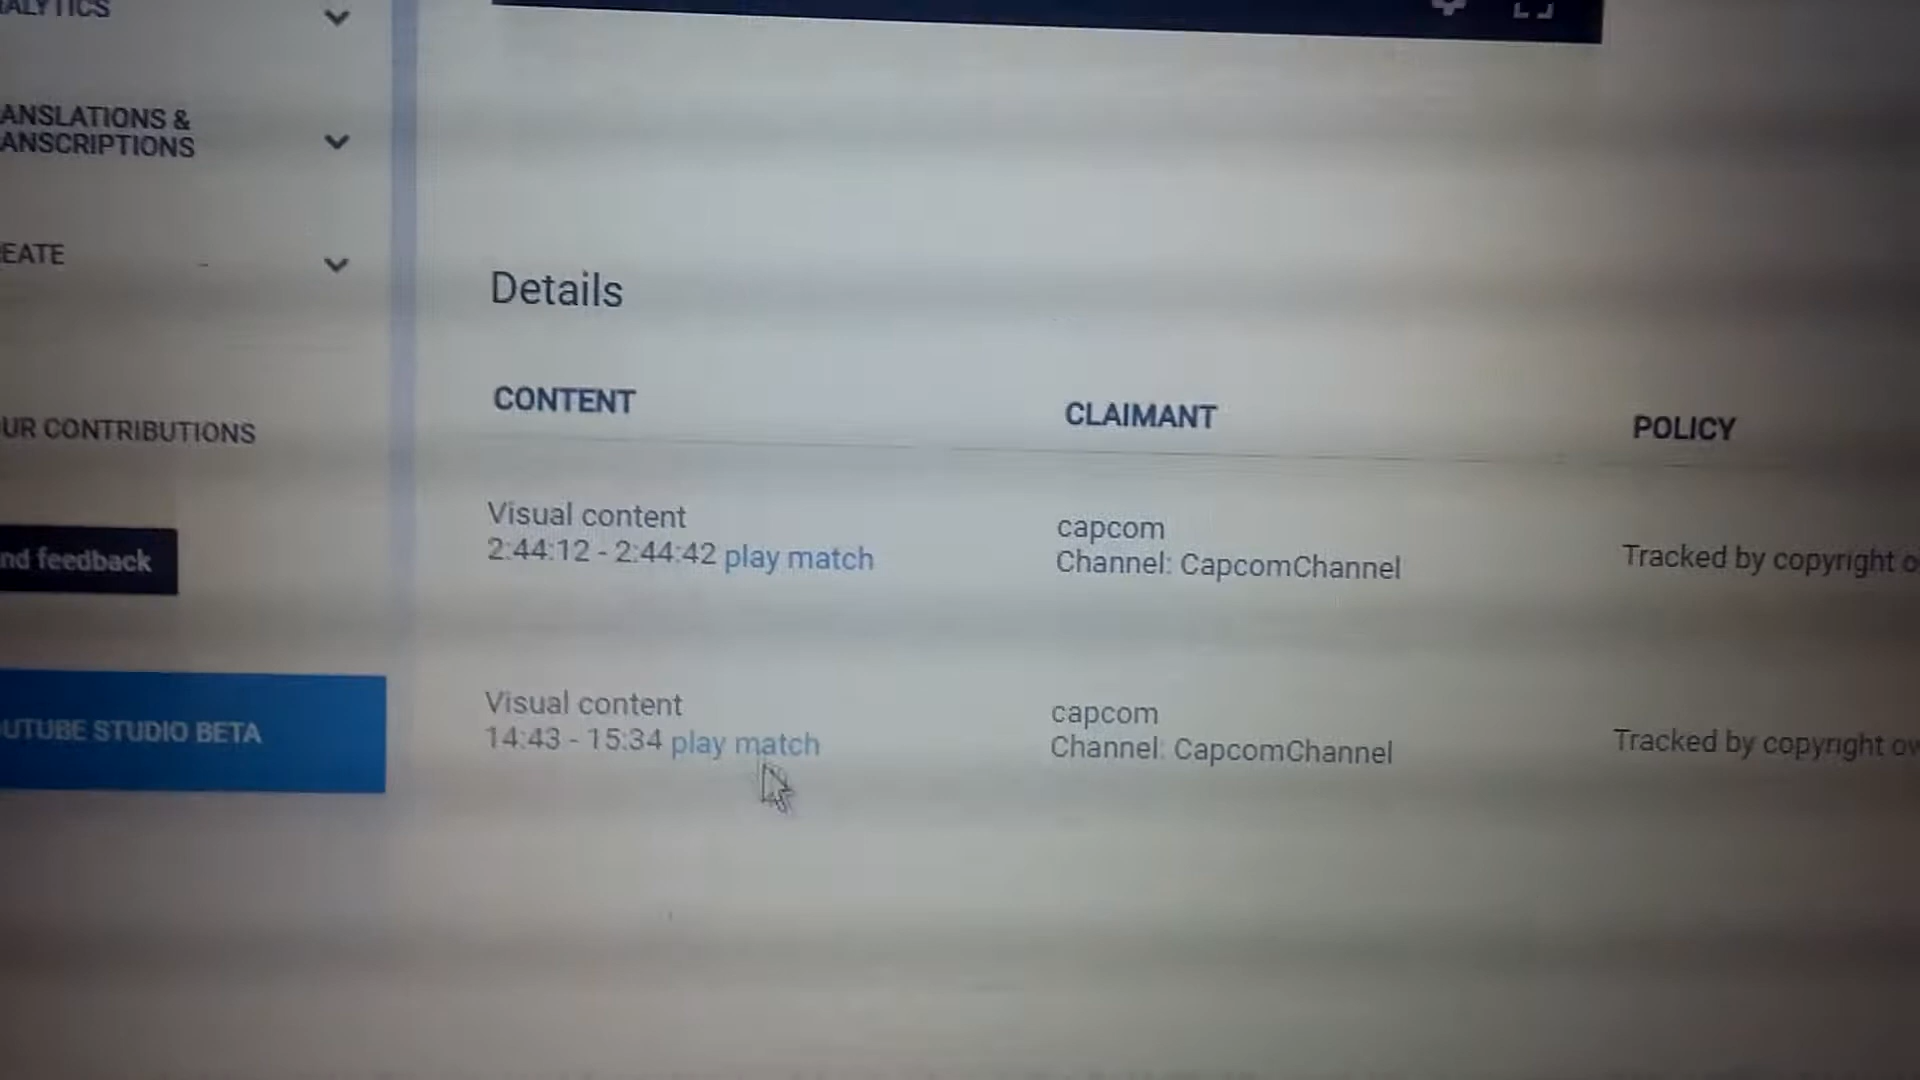 ALYTICS
ANSLATIONS &
ANSCRIPTIONS
EATE
UR CONTRIBUTIONS
nd feedback
UTUBE STUDIO BETA
Details
CONTENT CLAIMANT POLICY
Visual content
2:44:12 - 2:44:42 play match
capcom
Channel: CapcomChannel
Tracked by copyright o
Visual content
14:43 - 15:34 play match
capcom
Channel: CapcomChannel
Tracked by copyright ow